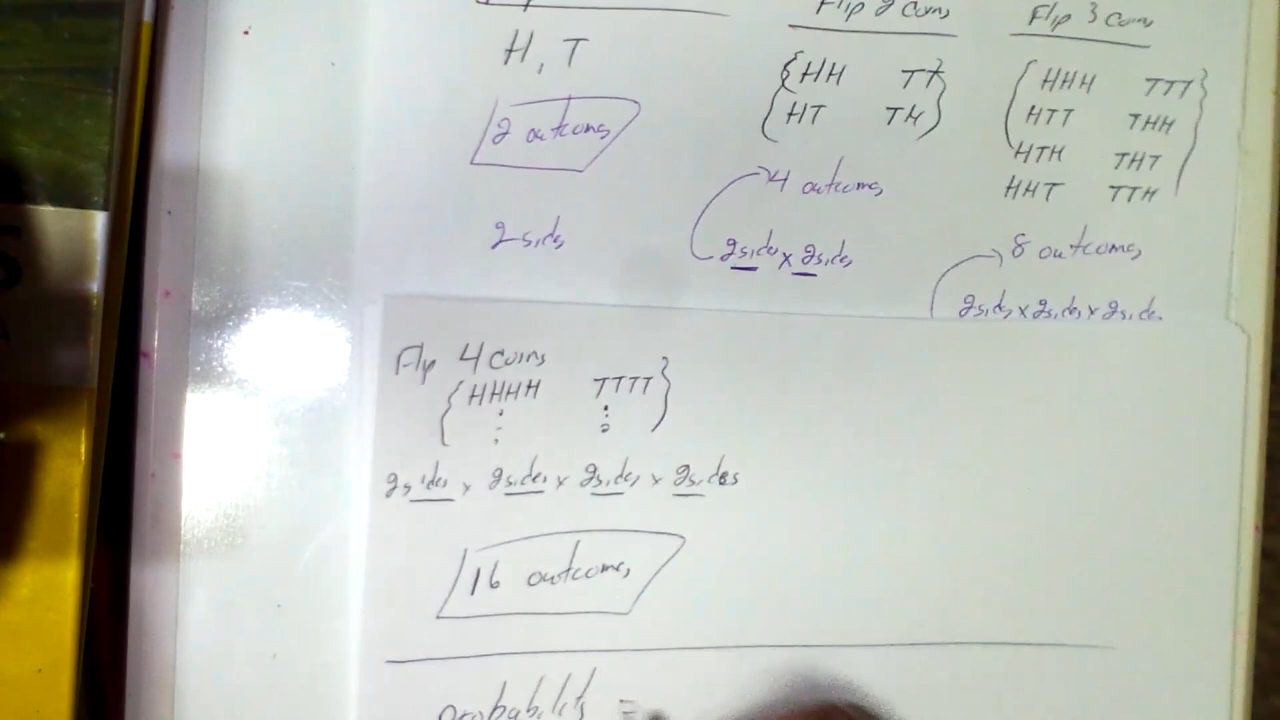 Flip 2 Coins
Flip 3 Coins
H, T
{HH TT}
(HT TH)
2 outcomes
4 outcomes
2 sides
2 sides x 2 sides
HHH TTT
HTT THH
HTH THT
HHT TTH
8 outcomes
2 sides x 2 sides x 2 sides
Flip 4 Coins
{HHHH TTTT}
2 sides x 2 sides x 2 sides x 2 sides
16 outcomes
probability =